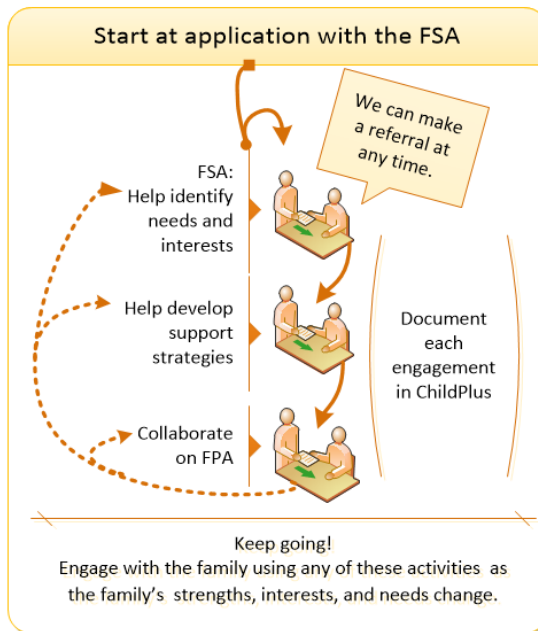 Start at application with the FSA
We can make
a referral at
any time.
FSA:
Help identify
needs and
interests
Help develop
support
strategies
Collaborate
on FPA
Document
each
engagement
in ChildPlus
Keep going!
Engage with the family using any of these activities as
the family's strengths, interests, and needs change.